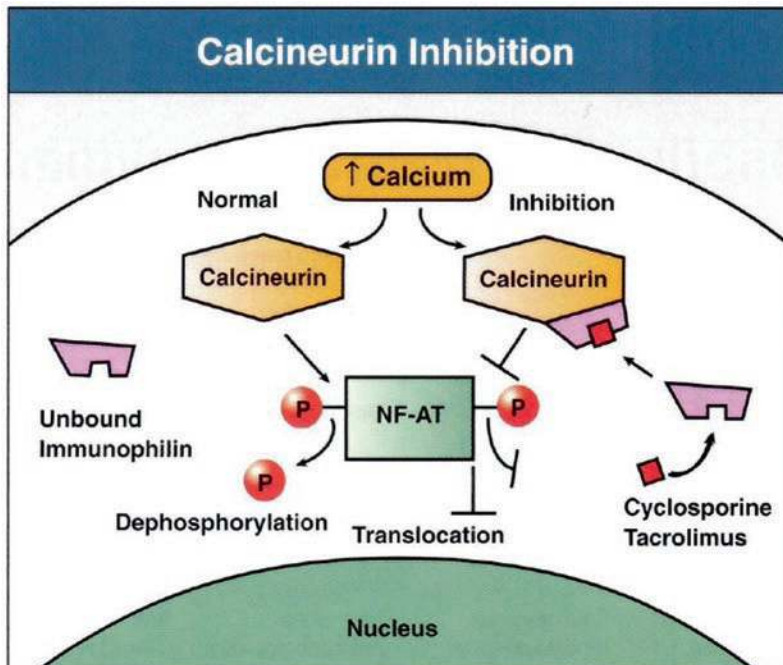 Calcineurin Inhibition
↑ Calcium
Normal
Inhibition
Calcineurin
Calcineurin
P
NF-AT
P
Unbound
Immunophilin
P
Dephosphorylation
Translocation
Cyclosporine
Tacrolimus
Nucleus